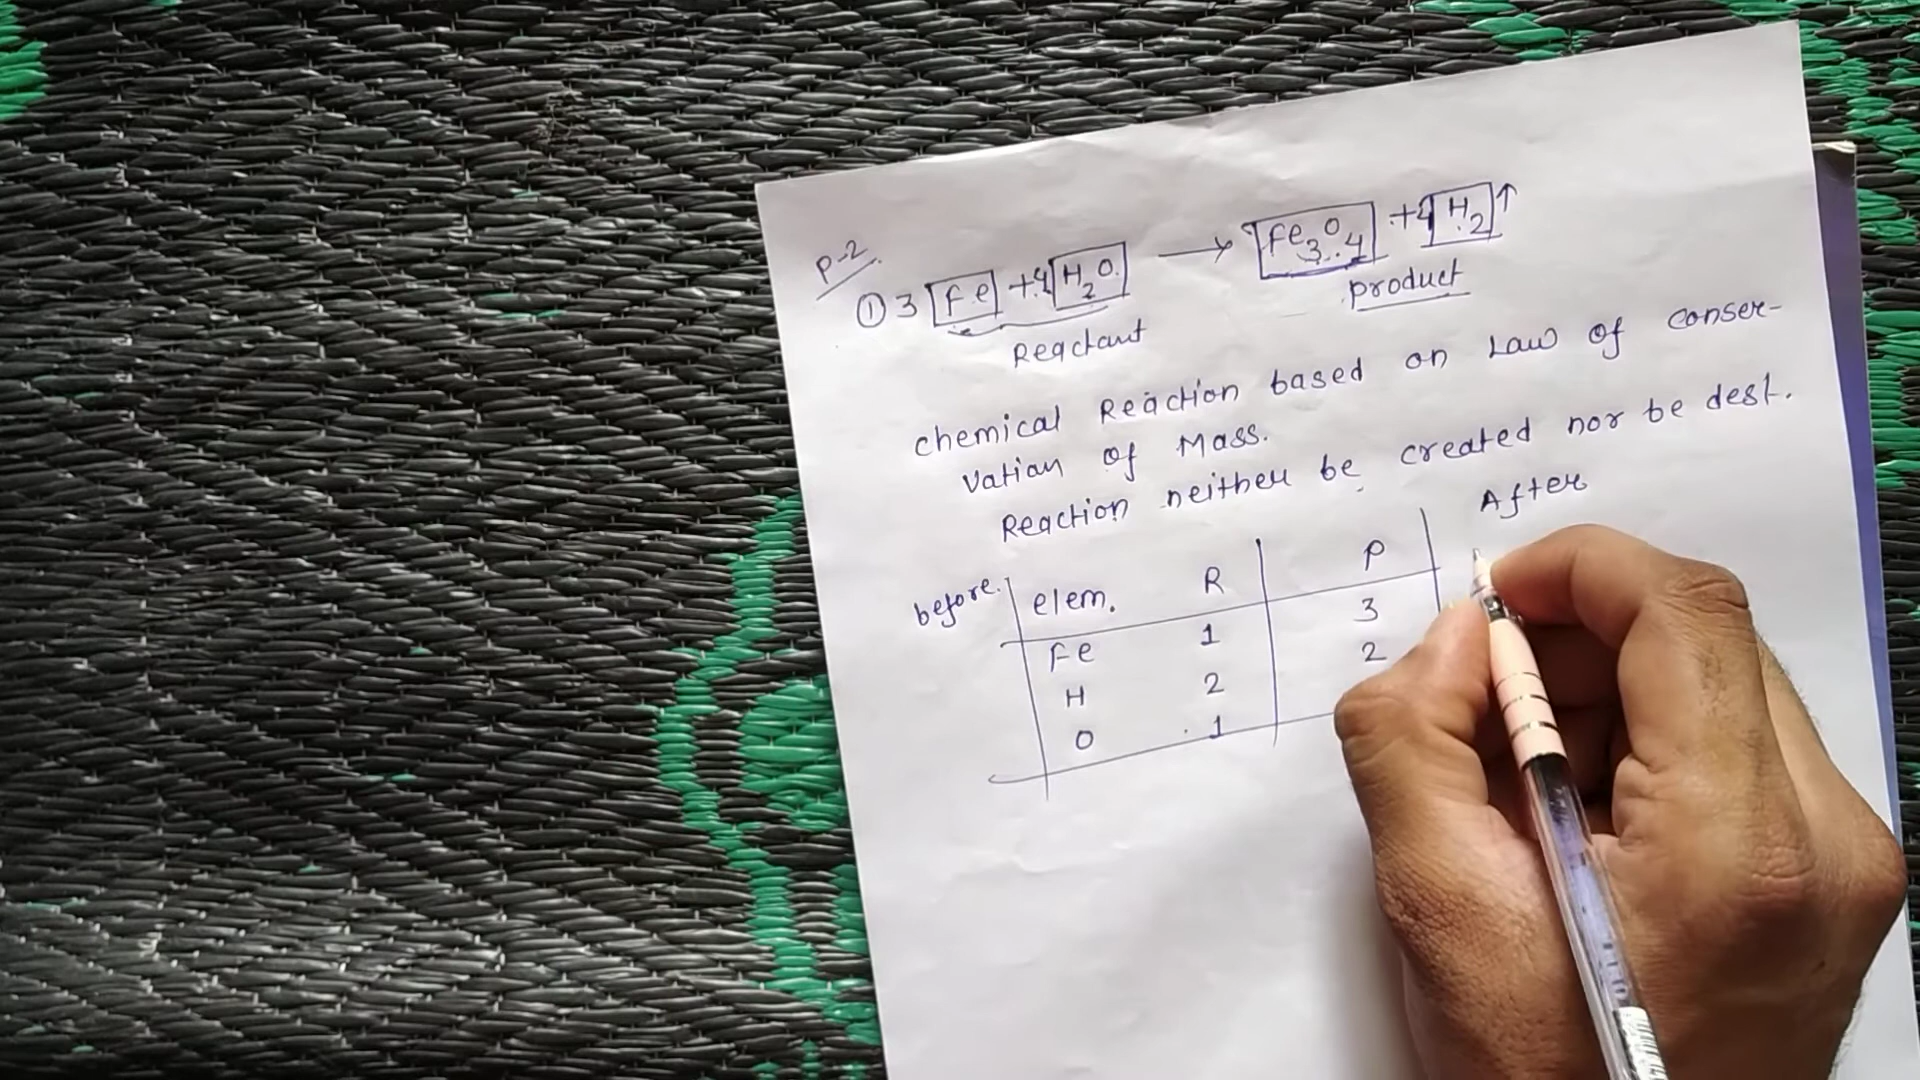 P-2
① 3 Fe + 4 H₂O. → Fe₃O₄ + 4 H₂ ↑
Reactant product
chemical Reaction based on Law of conser-
vation of Mass.
Reaction neither be created nor be dest.
before. After
elem. R P
Fe 1 3
H 2 2
O 1